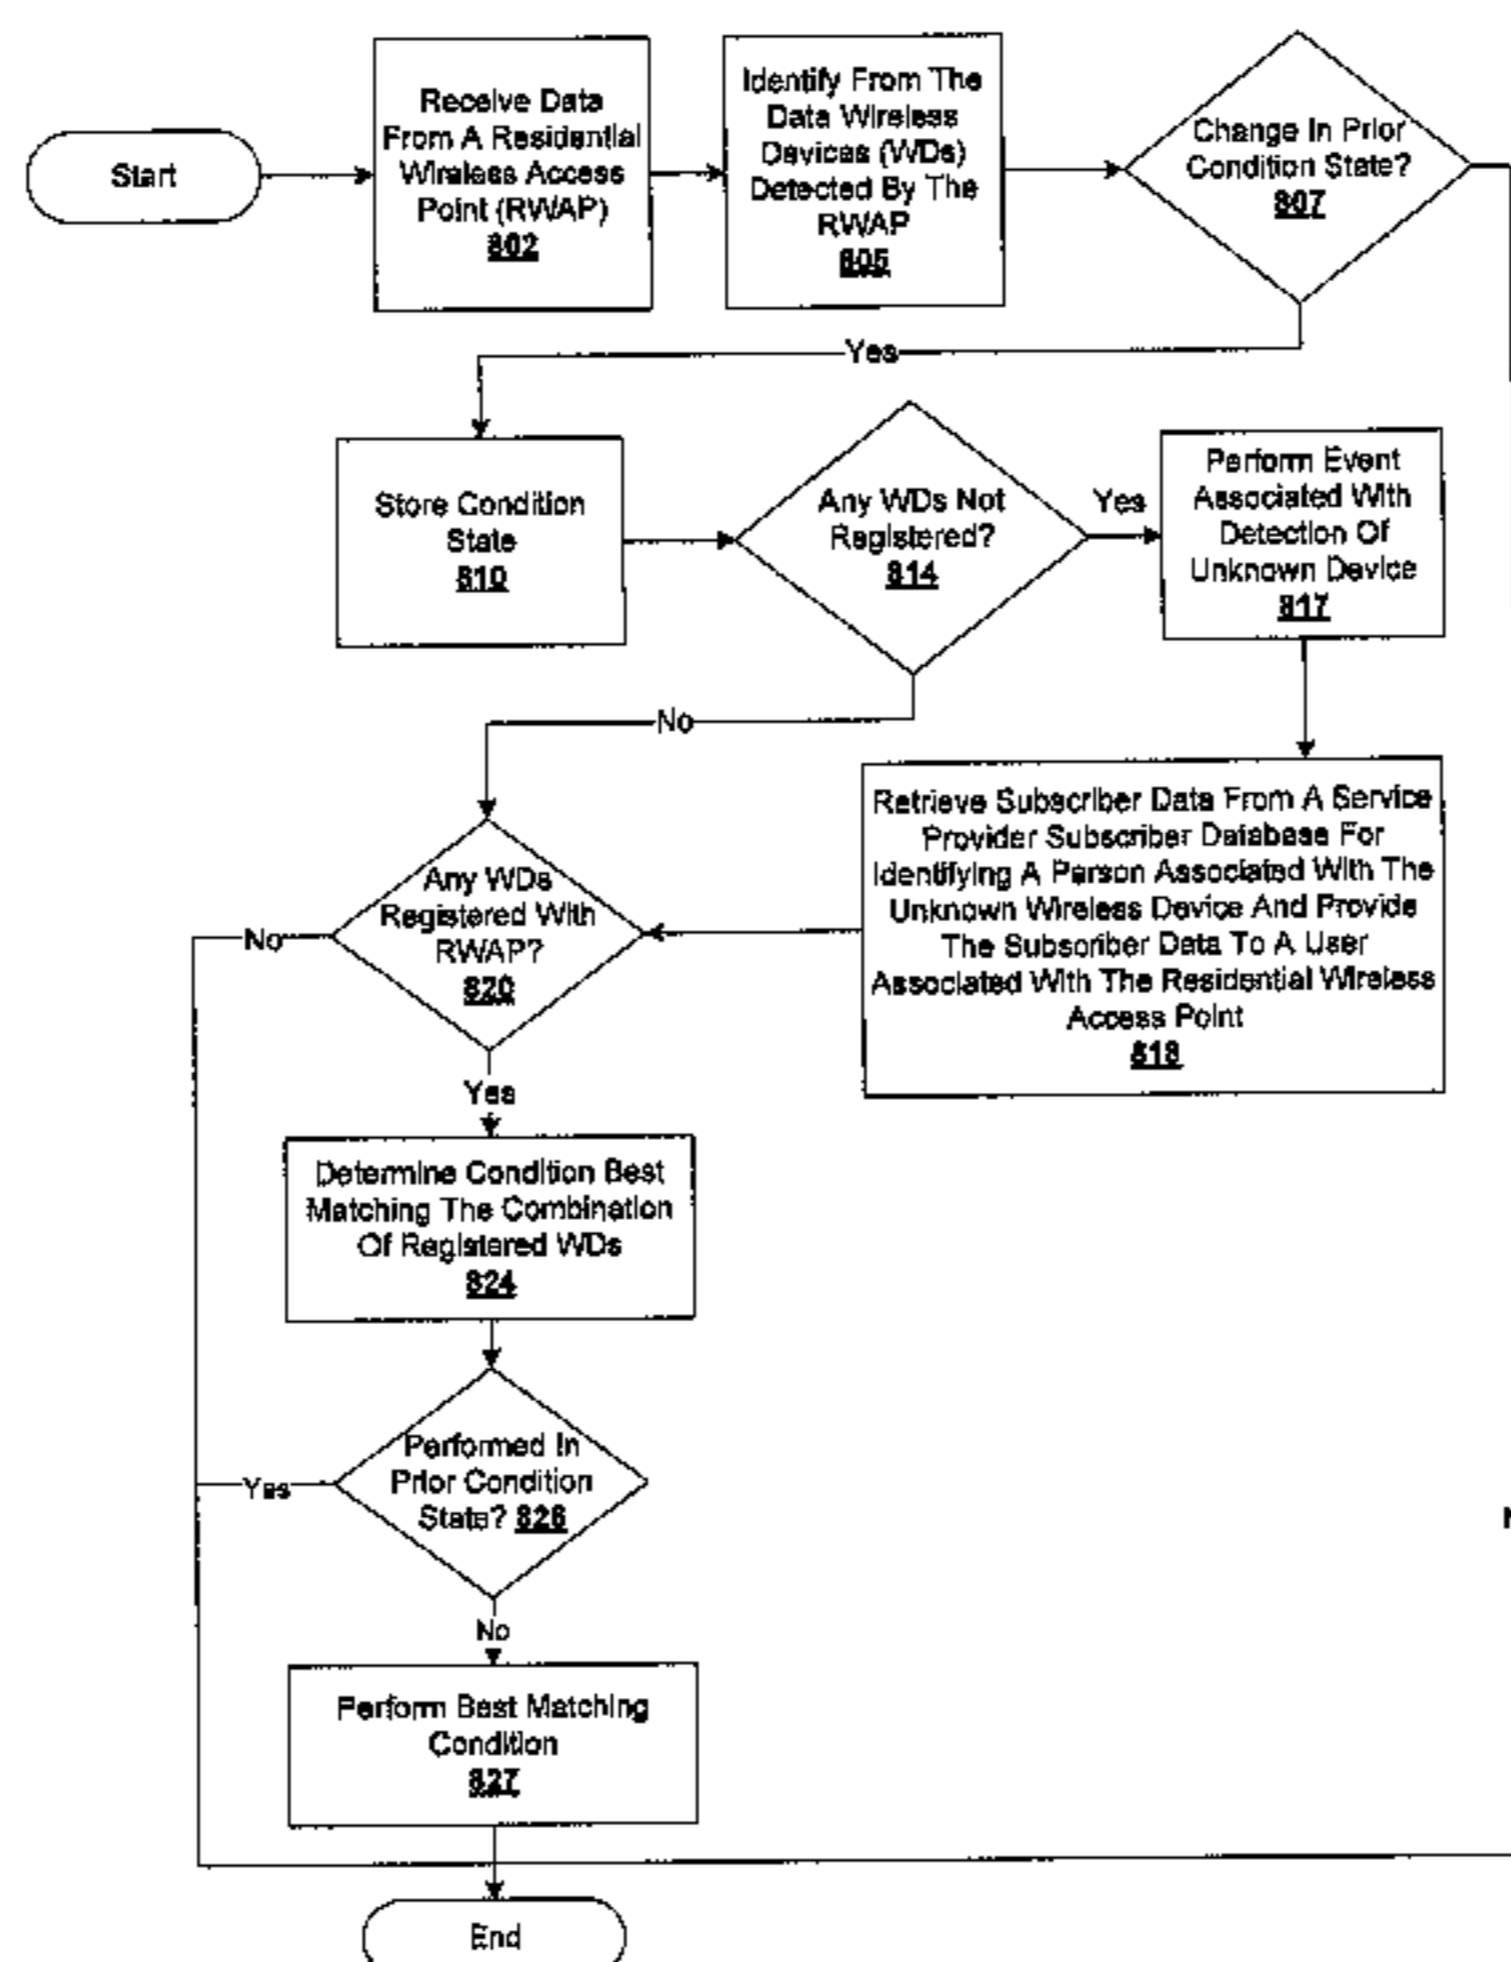 Start
Receive Data
From A Residential
Wireless Access
Point (RWAP)
802
Identify From The
Data Wireless
Devices (WDs)
Detected By The
RWAP
805
Change In Prior
Condition State?
807
Yes
Store Condition
State
810
Any WDs Not
Registered?
814
Yes
Perform Event
Associated With
Detection Of
Unknown Device
817
No
Retrieve Subscriber Data From A Service
Provider Subscriber Database For
Identifying A Person Associated With The
Unknown Wireless Device And Provide
The Subscriber Data To A User
Associated With The Residential Wireless
Access Point
818
Any WDs
Registered With
RWAP?
820
No
Yes
Determine Condition Best
Matching The Combination
Of Registered WDs
824
Performed In
Prior Condition
State? 826
Yes
No
Perform Best Matching
Condition
827
End